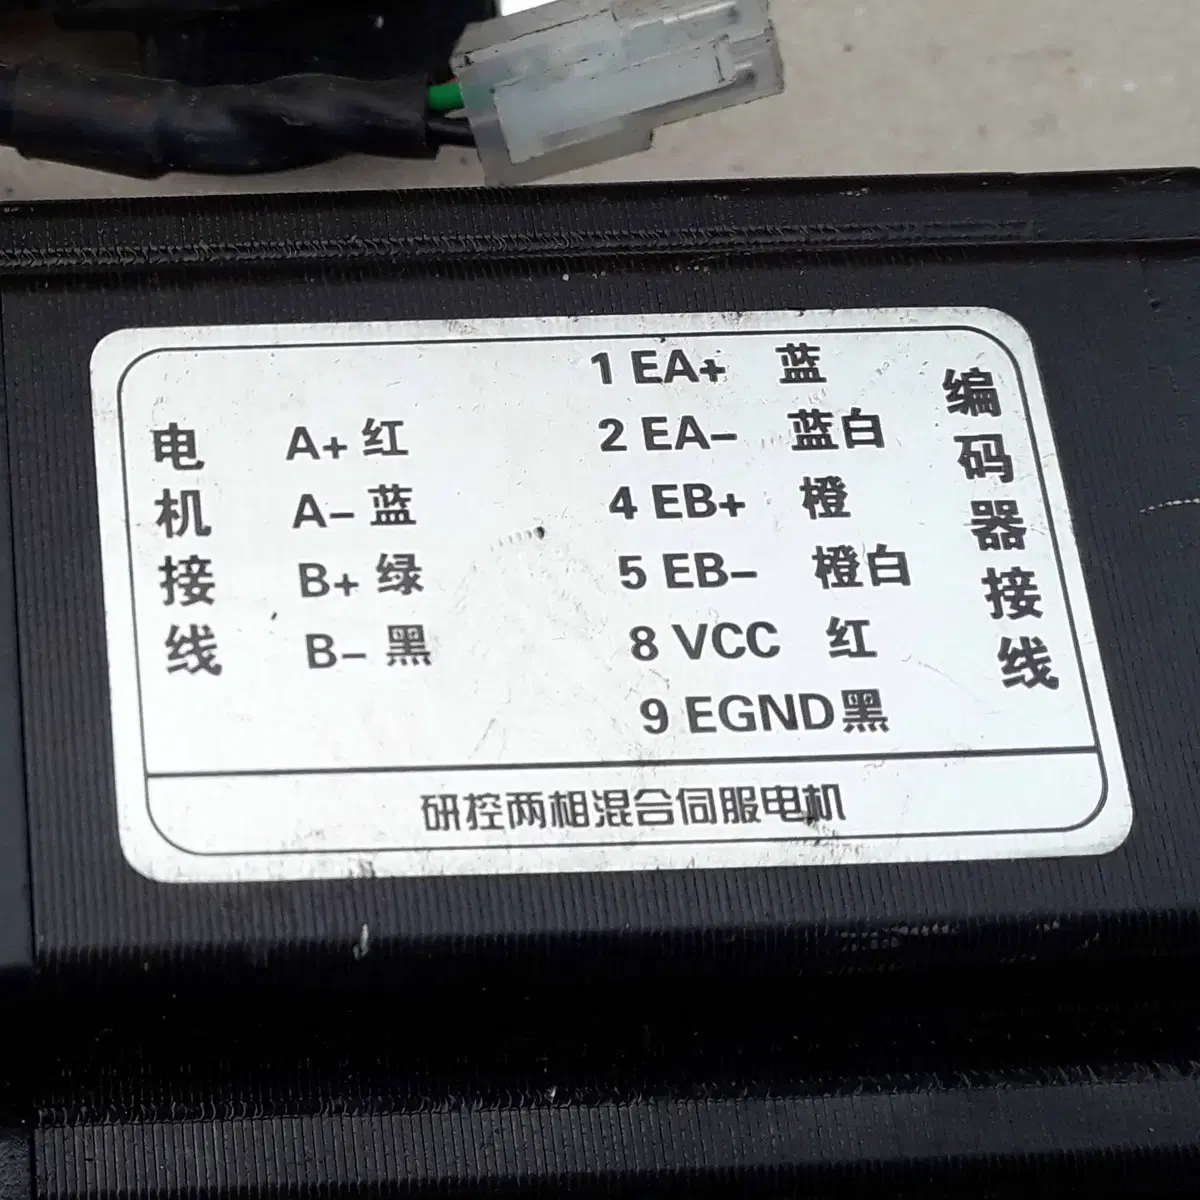 电机接线
A+ 红
A- 蓝
B+ 绿
B- 黑
1 EA+ 蓝
2 EA- 蓝白
4 EB+ 橙
5 EB- 橙白
8 VCC 红
9 EGND 黑
编码器接线
研控两相混合伺服电机